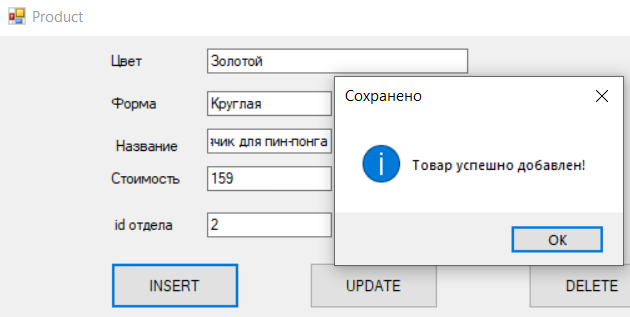 Product
Цвет
Золотой
Форма
Круглая
Название
чик для пин-понга
Стоимость
159
id отдела
2
INSERT
UPDATE
DELETE
Сохранено
Товар успешно добавлен!
OK